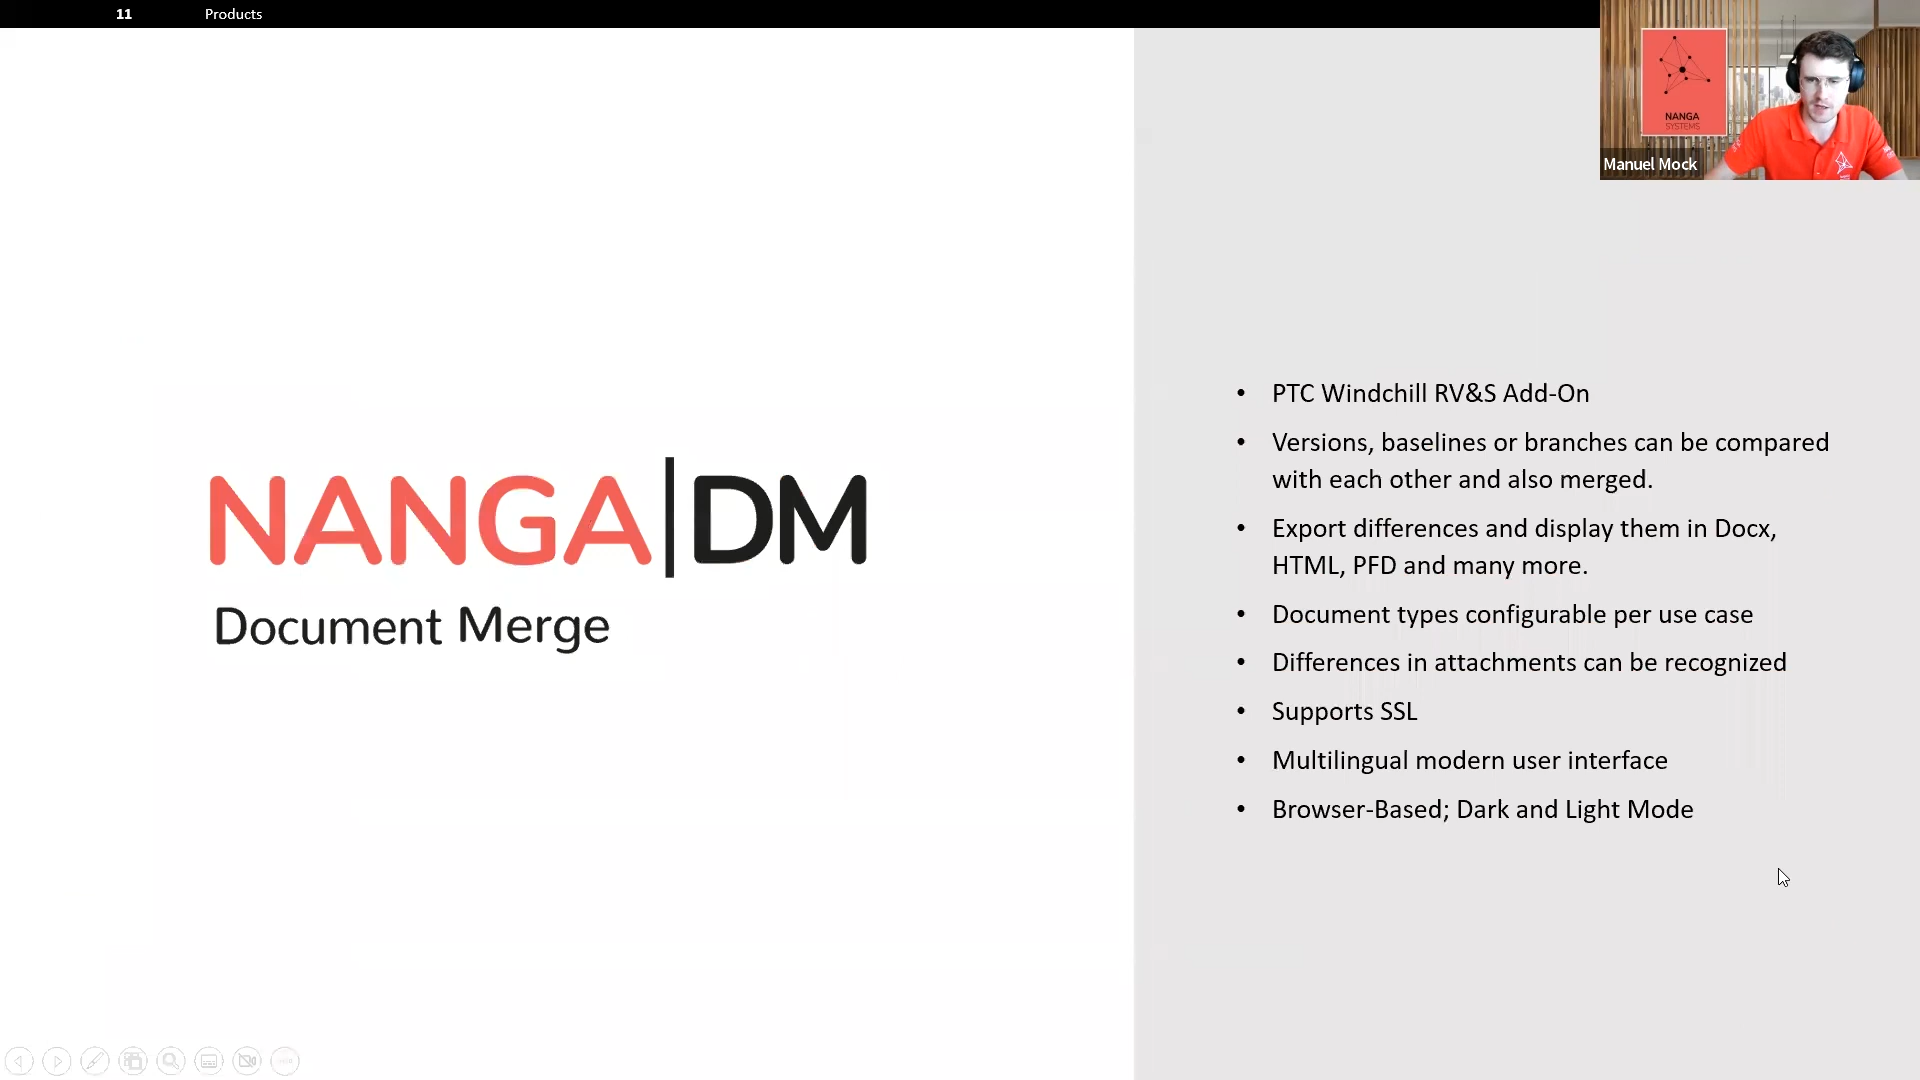 11 Products
NANGA
SYSTEMS
Manuel Mock
NANGA|DM
Document Merge
• PTC Windchill RV&S Add-On
• Versions, baselines or branches can be compared
with each other and also merged.
• Export differences and display them in Docx,
HTML, PFD and many more.
• Document types configurable per use case
• Differences in attachments can be recognized
• Supports SSL
• Multilingual modern user interface
• Browser-Based; Dark and Light Mode